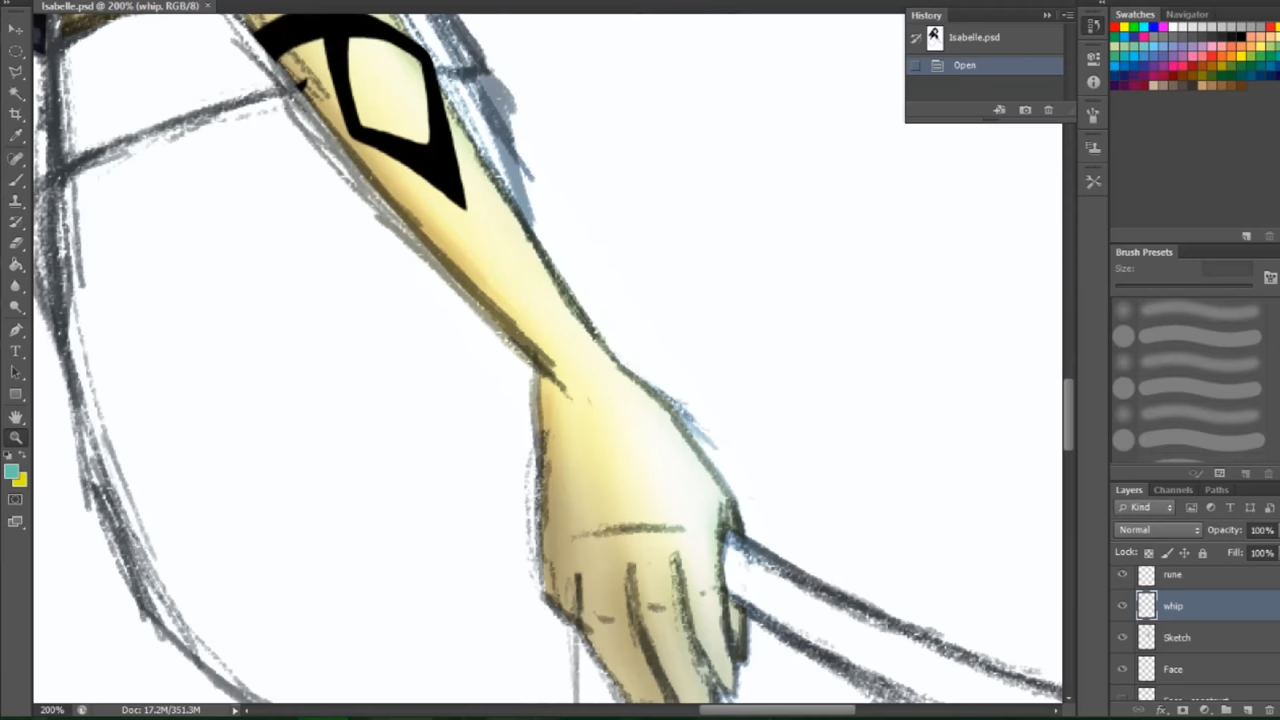 Isabelle.psd @ 200% (whip, RGB/8) ×
History
Isabelle.psd
Open
Swatches Navigator
Brush Presets
Size:
Layers Channels Paths
Kind
Normal Opacity: 100%
Lock: Fill: 100%
rune
whip
Sketch
Face
200% Doc: 17.2M/351.3M